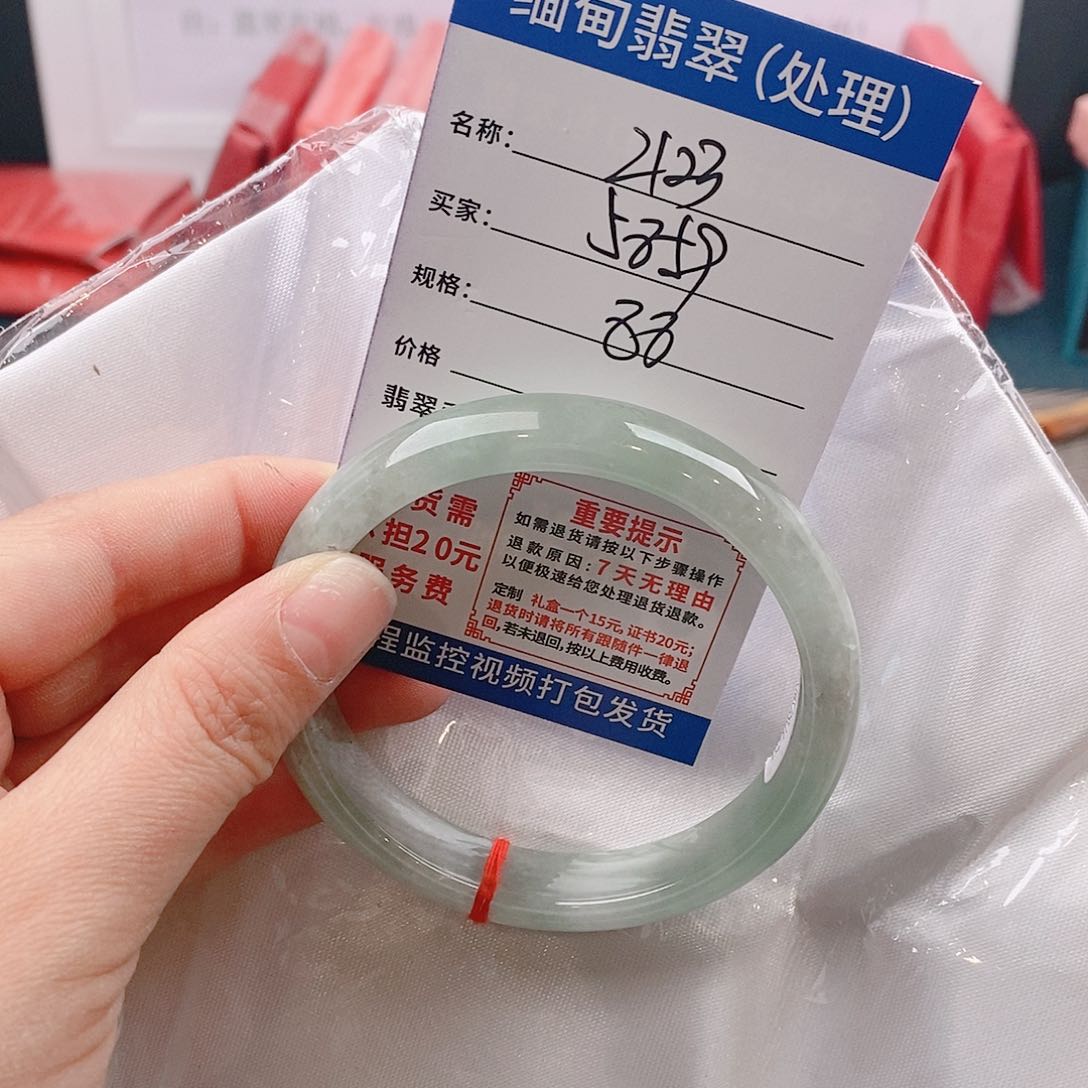 缅甸翡翠(处理)
名称: 2123
买家: 5859
规格: 88
价格
翡翠
货需
担20元
服务费
重要提示
如需退货请按以下步骤操作
退款原因:7天无理由
以便极速给您处理退货退款。
定制 礼盒一个15元,证书20元;
退货时请将所有跟随件一律退
回,若未退回,按以上费用收费。
程监控视频打包发货